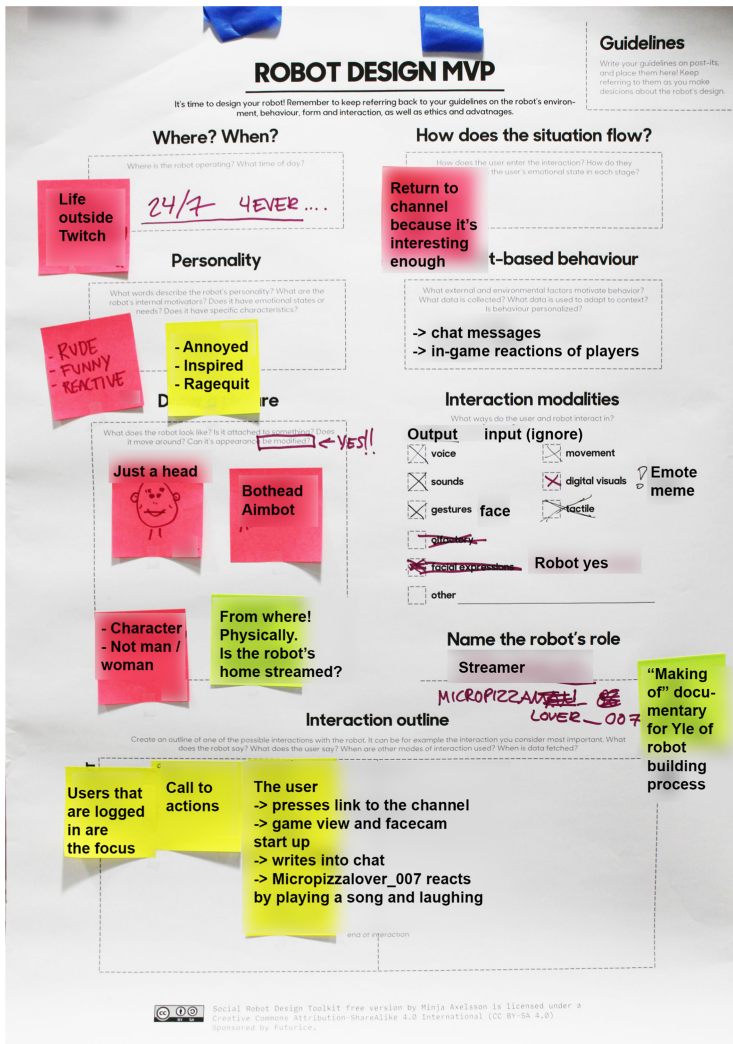 Guidelines
Write your guidelines on post-its,
and place them here! Keep
referring to them as you make
desicions about the robot's design.
ROBOT DESIGN MVP
It's time to design your robot! Remember to keep referring back to your guidelines on the robot's environ-
ment, behaviour, form and interaction, as well as ethics and advatnages.
Where? When?
Where is the robot operating? What time of day?
Life
outside
Twitch
24/7 4EVER....
How does the situation flow?
How does the user enter the interaction? How do they
the user's emotional state in each stage?
Return to
channel
because it's
interesting
enough
Personality
What words describe the robot's personality? What are the
robot's internal motivators? Does it have emotional states or
needs? Does it have specific characteristics?
- RUDE
- FUNNY
- REACTIVE
- Annoyed
- Inspired
- Ragequit
t-based behaviour
What external and environmental factors motivate behavior?
What data is collected? What data is used to adapt to context?
Is behaviour personalized?
-> chat messages
-> in-game reactions of players
D re
What does the robot look like? Is it attached to something? Does
it move around? Can it's appearance be modified?
← YES!!
Just a head
Bothead
Aimbot
- Character
- Not man /
woman
From where!
Physically.
Is the robot's
home streamed?
Interaction modalities
What ways do the user and robot interact in?
Output input (ignore)
voice
movement
sounds
digital visuals
Emote
meme
gestures face
tactile
olfactory
facial expressions Robot yes
other
Name the robot's role
Streamer
MICROPIZZA
LOVER_007
"Making
of" docu-
mentary
for Yle of
robot
building
process
Interaction outline
Create an outline of one of the possible interactions with the robot. It can be for example the interaction you consider most important. What
does the robot say? What does the user say? When are other modes of interaction used? When is data fetched?
Users that
are logged
in are
the focus
Call to
actions
The user
-> presses link to the channel
-> game view and facecam
start up
-> writes into chat
-> Micropizzalover_007 reacts
by playing a song and laughing
end of interaction
Social Robot Design Toolkit free version by Minja Axelsson is licensed under a
Creative Commons Attribution-ShareAlike 4.0 International (CC BY-SA 4.0)
Sponsored by Futurice.
cc BY SA